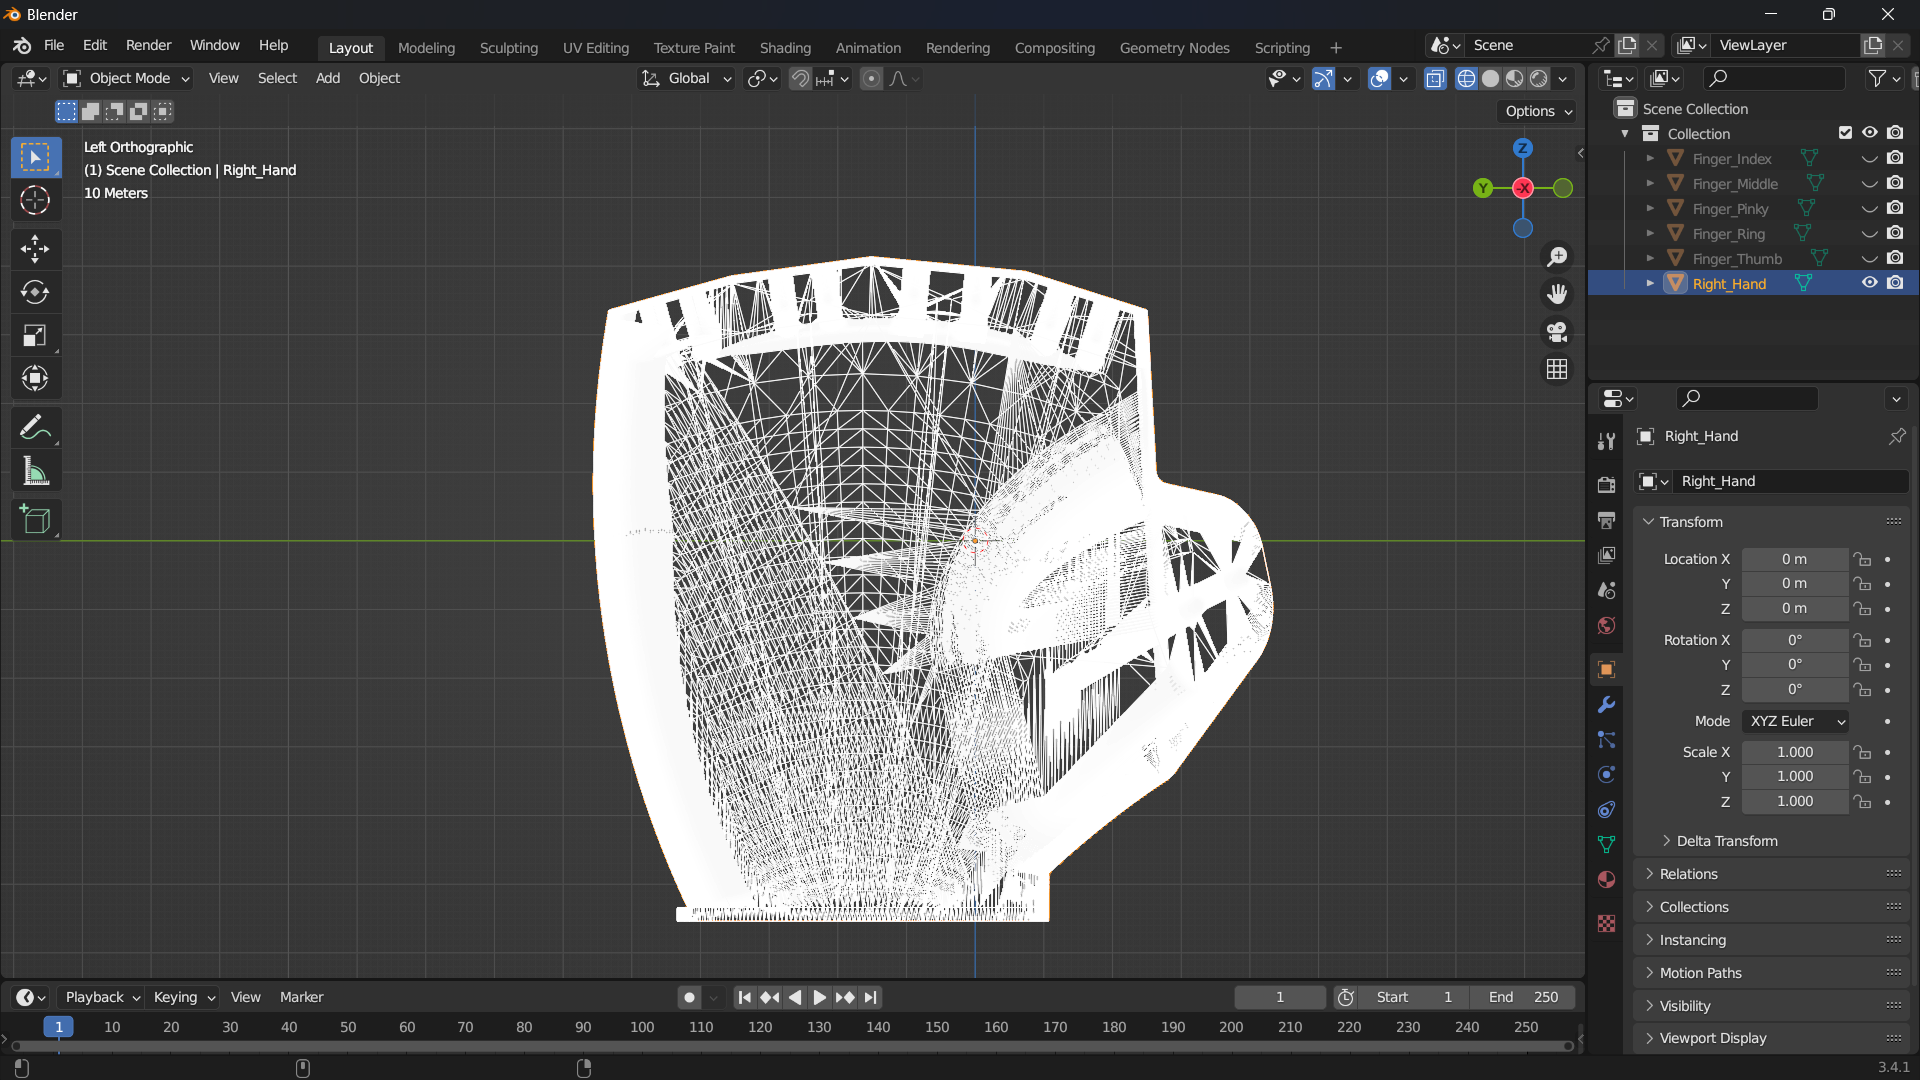 Blender
File Edit Render Window Help Layout Modeling Sculpting UV Editing Texture Paint Shading Animation Rendering Compositing Geometry Nodes Scripting + Scene ViewLayer
Object Mode View Select Add Object Global
Options
Left Orthographic
(1) Scene Collection | Right_Hand
10 Meters
Z
Y -X
Scene Collection
Collection
Finger_Index
Finger_Middle
Finger_Pinky
Finger_Ring
Finger_Thumb
Right_Hand
Right_Hand
Right_Hand
Transform
Location X 0 m
Y 0 m
Z 0 m
Rotation X 0°
Y 0°
Z 0°
Mode XYZ Euler
Scale X 1.000
Y 1.000
Z 1.000
Delta Transform
Relations
Collections
Instancing
Motion Paths
Visibility
Viewport Display
Playback Keying View Marker 1 Start 1 End 250
1 10 20 30 40 50 60 70 80 90 100 110 120 130 140 150 160 170 180 190 200 210 220 230 240 250
3.4.1